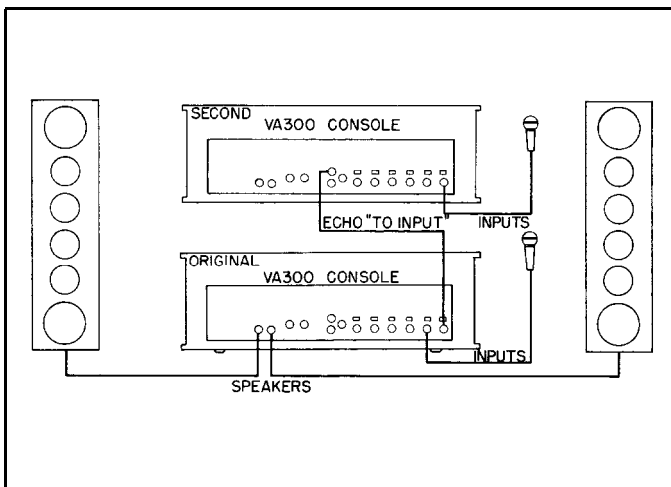 SECOND
VA300 CONSOLE
ECHO "TO INPUT"
INPUTS
ORIGINAL
VA300 CONSOLE
INPUTS
SPEAKERS